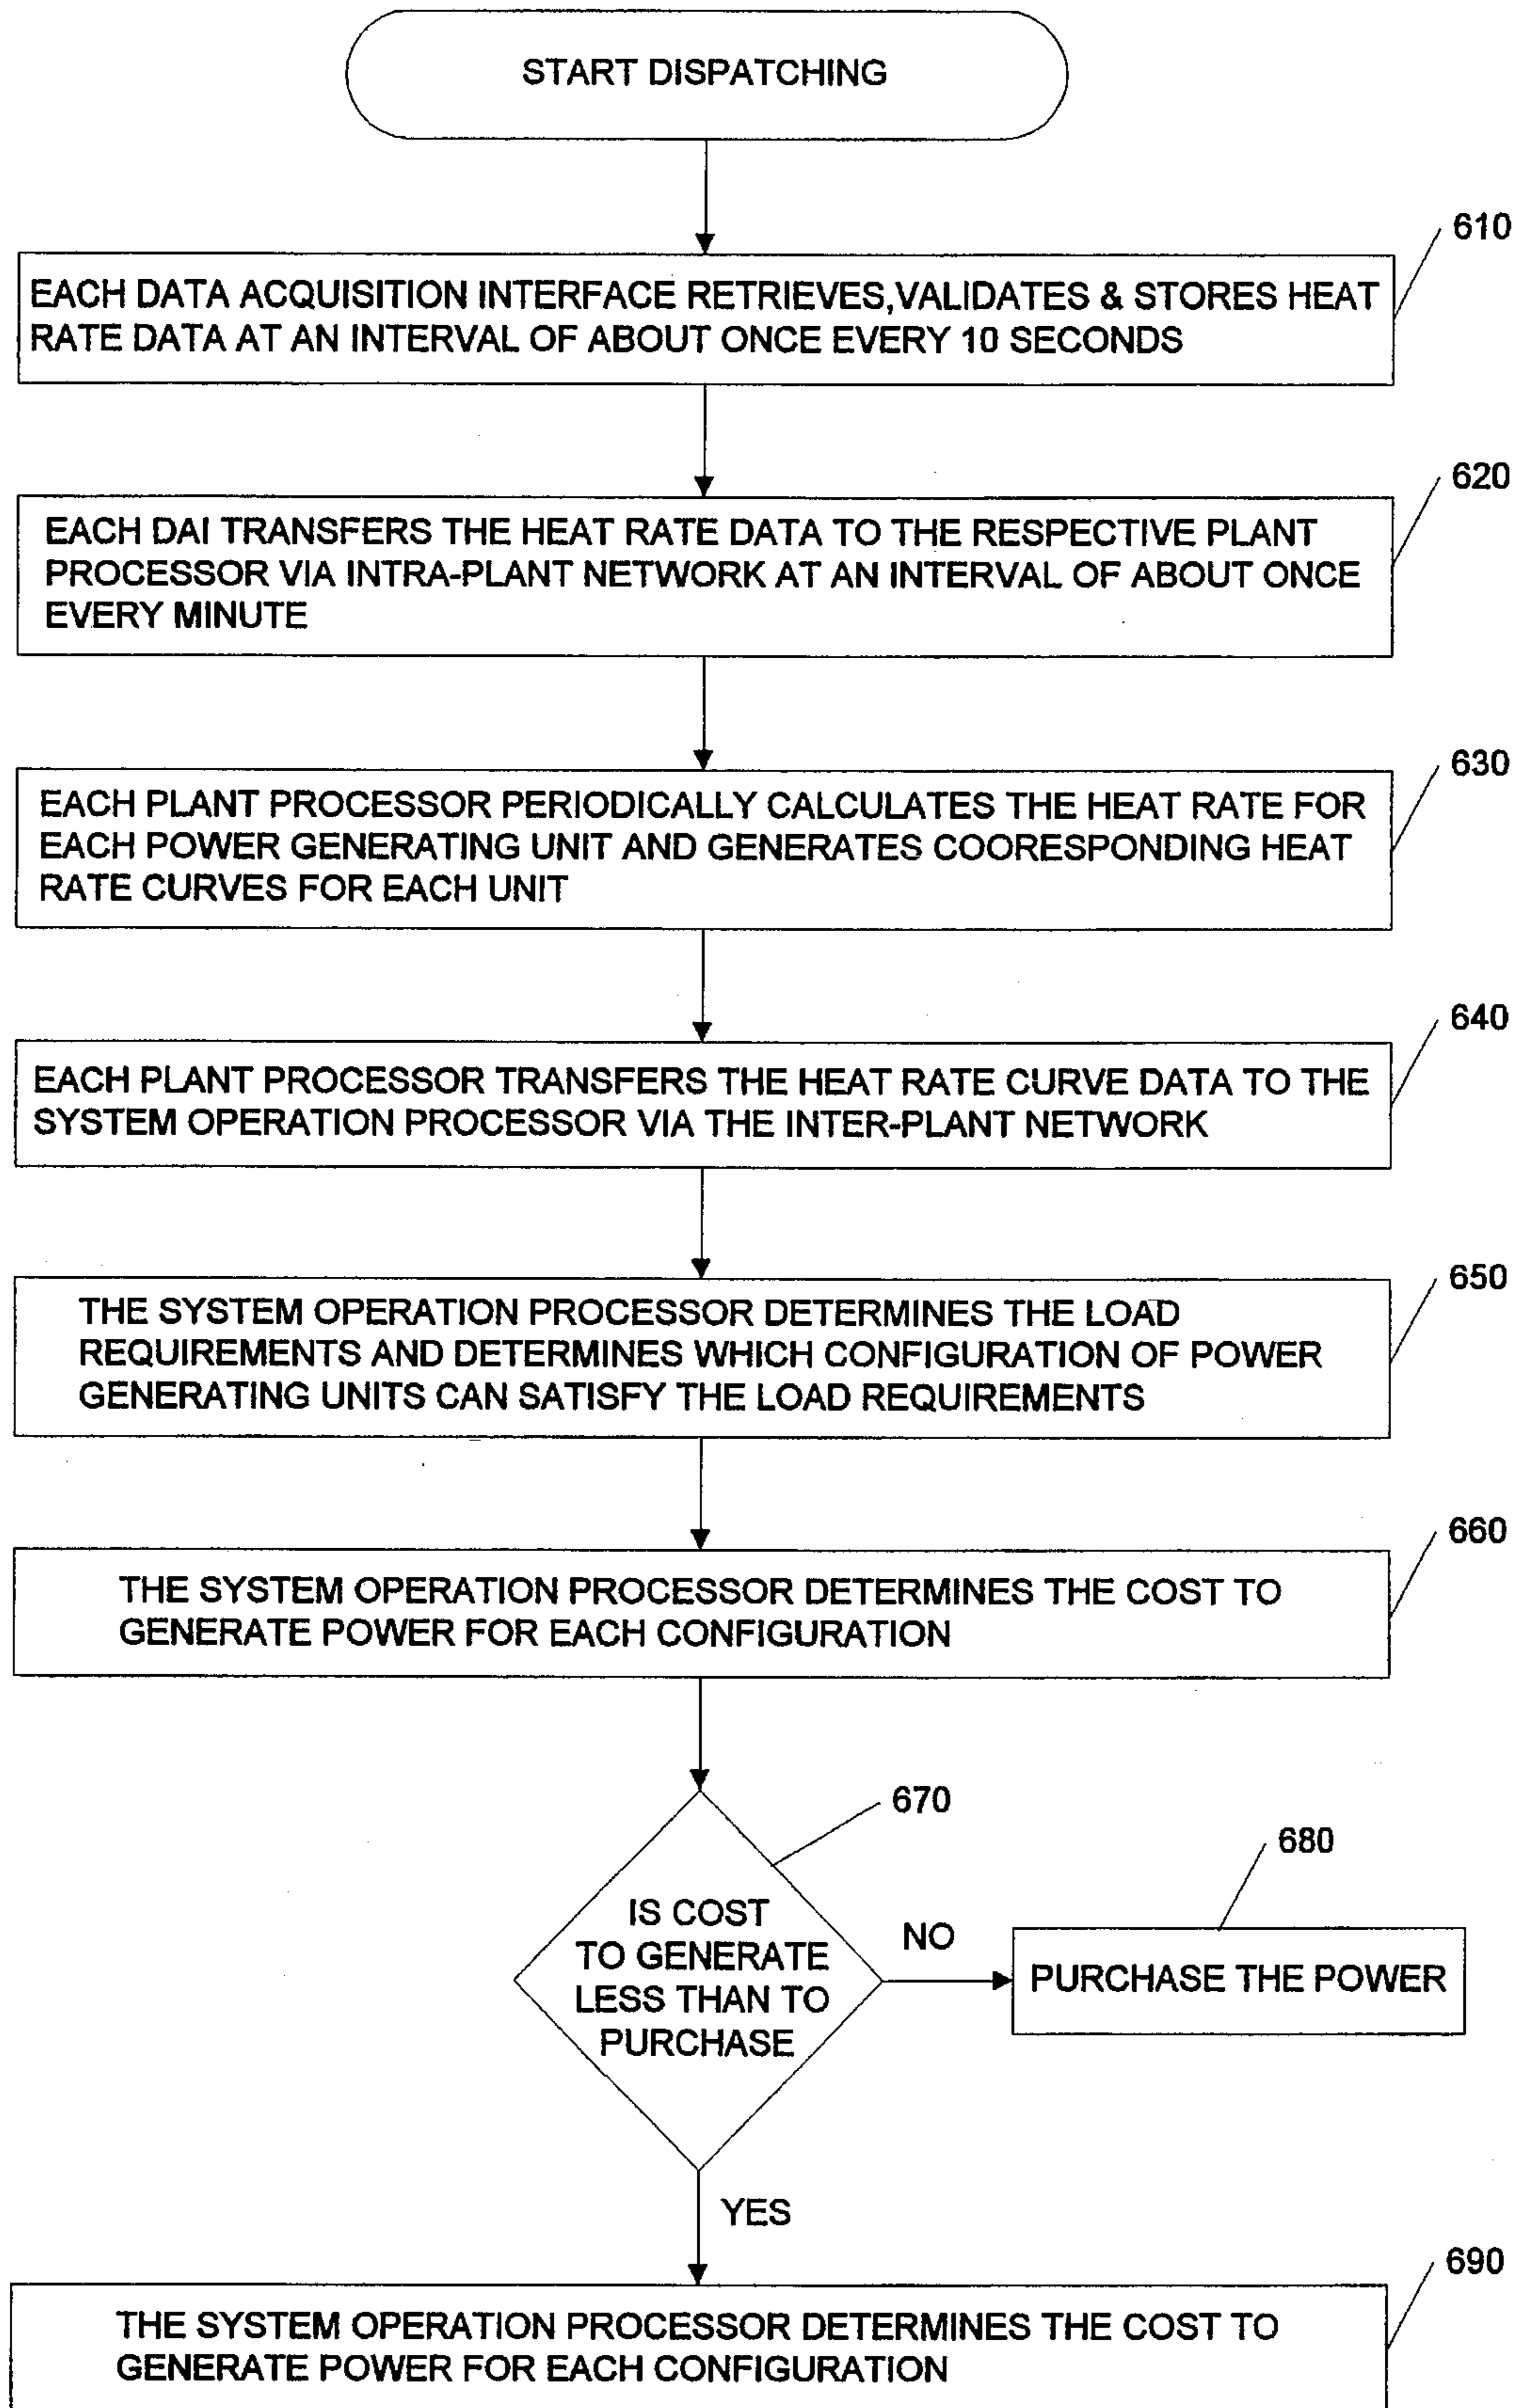 START DISPATCHING
610
EACH DATA ACQUISITION INTERFACE RETRIEVES,VALIDATES & STORES HEAT
RATE DATA AT AN INTERVAL OF ABOUT ONCE EVERY 10 SECONDS
620
EACH DAI TRANSFERS THE HEAT RATE DATA TO THE RESPECTIVE PLANT
PROCESSOR VIA INTRA-PLANT NETWORK AT AN INTERVAL OF ABOUT ONCE
EVERY MINUTE
630
EACH PLANT PROCESSOR PERIODICALLY CALCULATES THE HEAT RATE FOR
EACH POWER GENERATING UNIT AND GENERATES COORESPONDING HEAT
RATE CURVES FOR EACH UNIT
640
EACH PLANT PROCESSOR TRANSFERS THE HEAT RATE CURVE DATA TO THE
SYSTEM OPERATION PROCESSOR VIA THE INTER-PLANT NETWORK
650
THE SYSTEM OPERATION PROCESSOR DETERMINES THE LOAD
REQUIREMENTS AND DETERMINES WHICH CONFIGURATION OF POWER
GENERATING UNITS CAN SATISFY THE LOAD REQUIREMENTS
660
THE SYSTEM OPERATION PROCESSOR DETERMINES THE COST TO
GENERATE POWER FOR EACH CONFIGURATION
670
IS COST
TO GENERATE
LESS THAN TO
PURCHASE
NO
680
PURCHASE THE POWER
YES
690
THE SYSTEM OPERATION PROCESSOR DETERMINES THE COST TO
GENERATE POWER FOR EACH CONFIGURATION